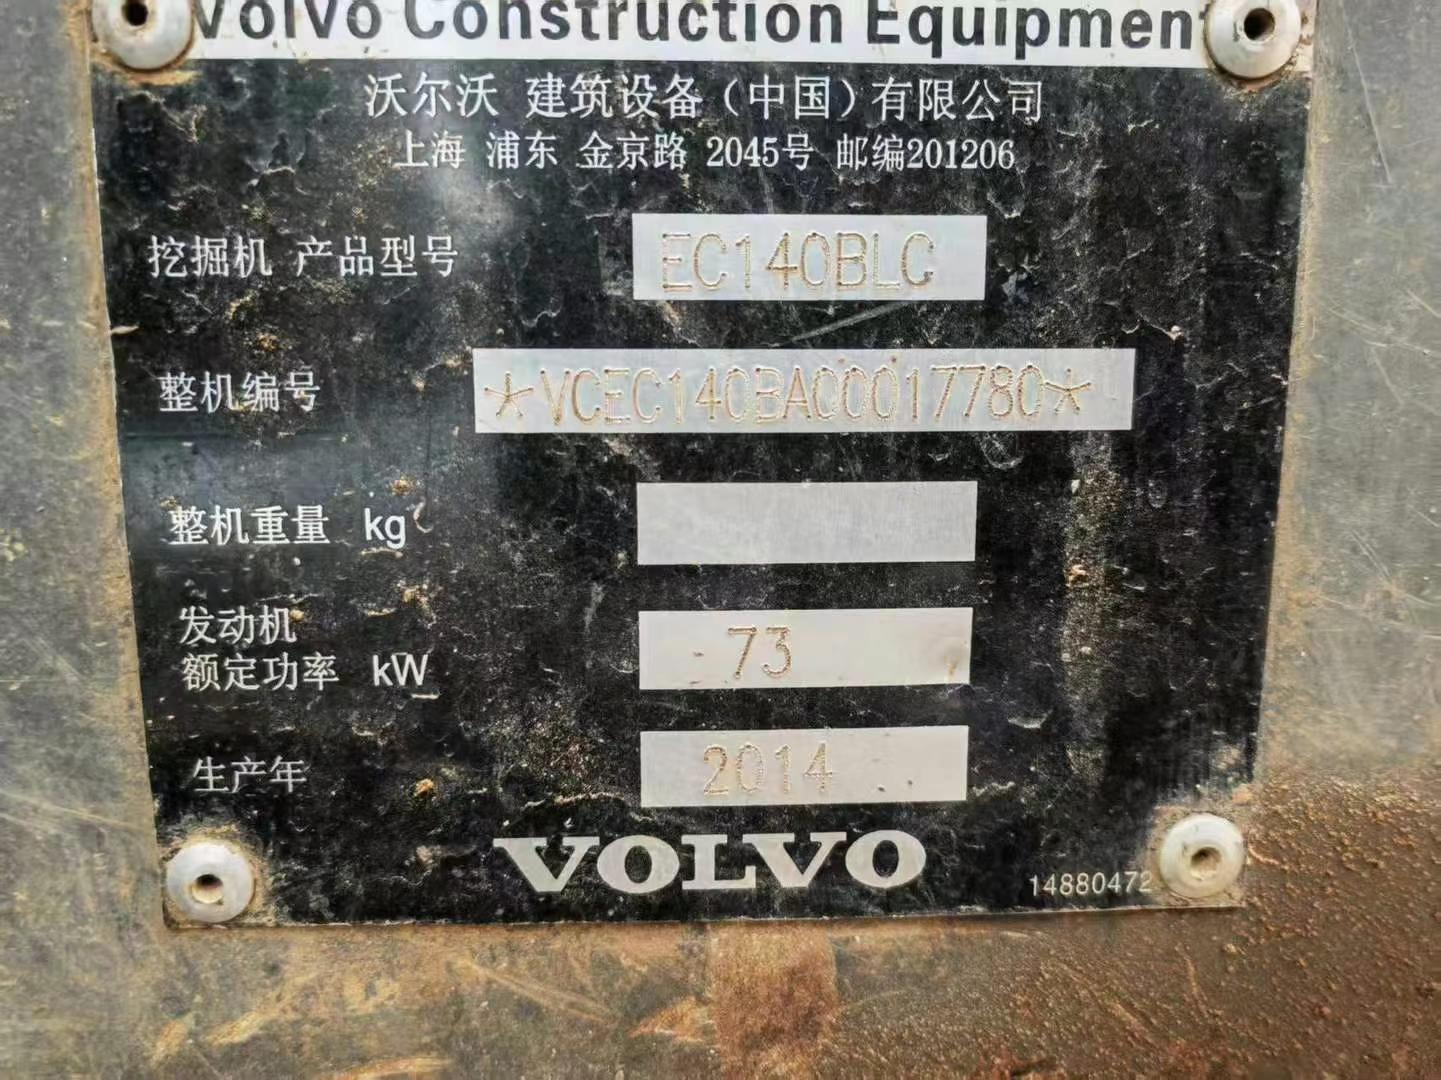 Volvo Construction Equipment
沃尔沃 建筑设备（中国）有限公司
上海 浦东 金京路 2045号 邮编201206
挖掘机 产品型号 EC140BLC
整机编号 *VCEC140BA00017780*
整机重量 kg
发动机
额定功率 kW 73
生产年 2014
VOLVO
14880472